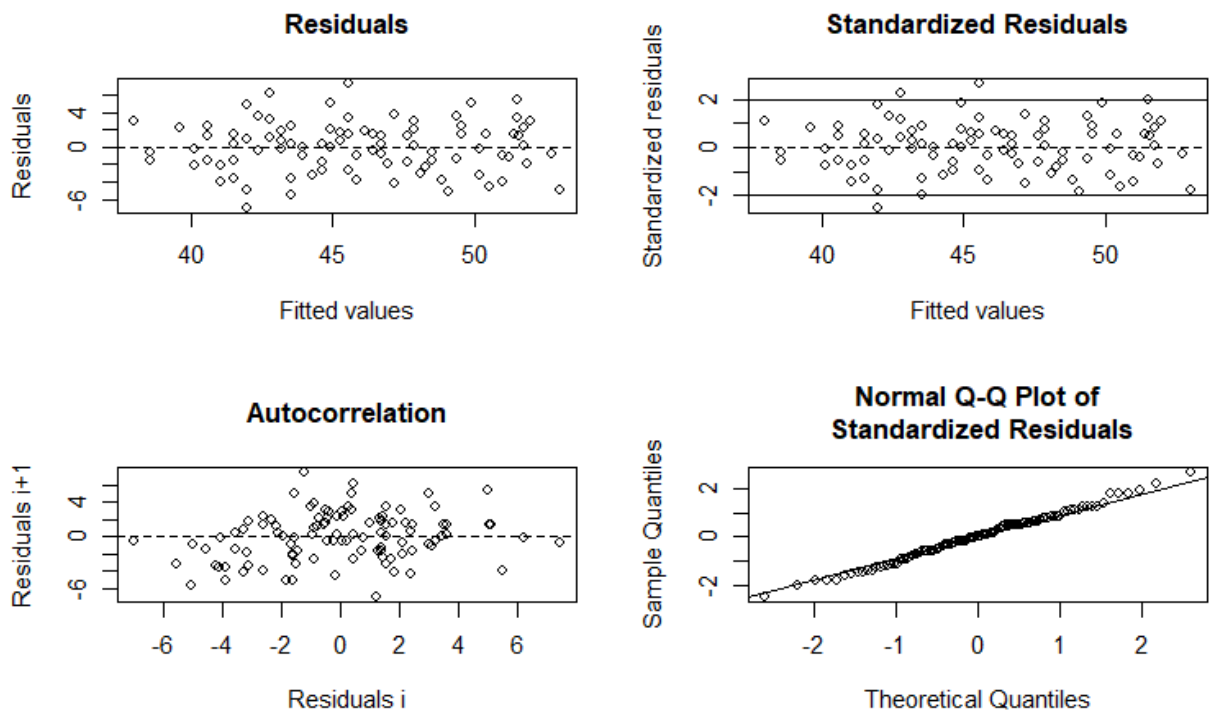 Residuals
Residuals
4
0
-6
40
45
50
Fitted values
Standardized Residuals
Standardized residuals
2
0
-2
40
45
50
Fitted values
Autocorrelation
Residuals i+1
4
0
-6
-6
-4
-2
0
2
4
6
Residuals i
Normal Q-Q Plot of
Standardized Residuals
Sample Quantiles
2
0
-2
-2
-1
0
1
2
Theoretical Quantiles